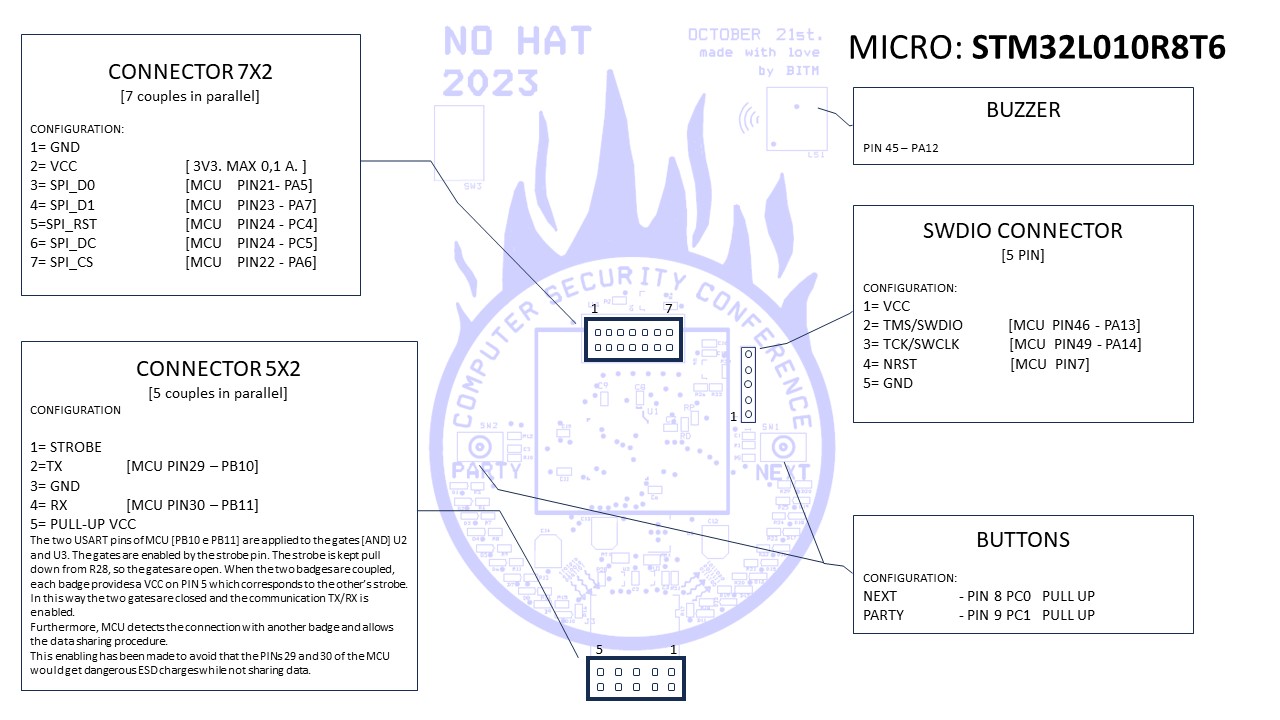 NO HAT
2023
OCTOBER 21st.
made with love
by BITM
MICRO: STM32L010R8T6
CONNECTOR 7X2
[7 couples in parallel]
CONFIGURATION:
1= GND
2= VCC [ 3V3. MAX 0,1 A. ]
3= SPI_D0 [MCU PIN21- PA5]
4= SPI_D1 [MCU PIN23 - PA7]
5=SPI_RST [MCU PIN24 - PC4]
6= SPI_DC [MCU PIN24 - PC5]
7= SPI_CS [MCU PIN22 - PA6]
BUZZER
PIN 45 – PA12
LS1
SW3
SWDIO CONNECTOR
[5 PIN]
CONFIGURATION:
1= VCC
2= TMS/SWDIO [MCU PIN46 - PA13]
3= TCK/SWCLK [MCU PIN49 - PA14]
4= NRST [MCU PIN7]
5= GND
COMPUTER SECURITY CONFERENCE
1 7
1
U1
SW2
SW1
PARTY
NEXT
CONNECTOR 5X2
[5 couples in parallel]
CONFIGURATION
1= STROBE
2=TX [MCU PIN29 – PB10]
3= GND
4= RX [MCU PIN30 – PB11]
5= PULL-UP VCC
The two USART pins of MCU [PB10 e PB11] are applied to the gates [AND] U2
and U3. The gates are enabled by the strobe pin. The strobe is kept pull
down from R28, so the gates are open. When the two badges are coupled,
each badge provides a VCC on PIN 5 which corresponds to the other's strobe.
In this way the two gates are closed and the communication TX/RX is
enabled.
Furthermore, MCU detects the connection with another badge and allows
the data sharing procedure.
This enabling has been made to avoid that the PINs 29 and 30 of the MCU
would get dangerous ESD charges while not sharing data.
BUTTONS
CONFIGURATION:
NEXT - PIN 8 PC0 PULL UP
PARTY - PIN 9 PC1 PULL UP
5 1